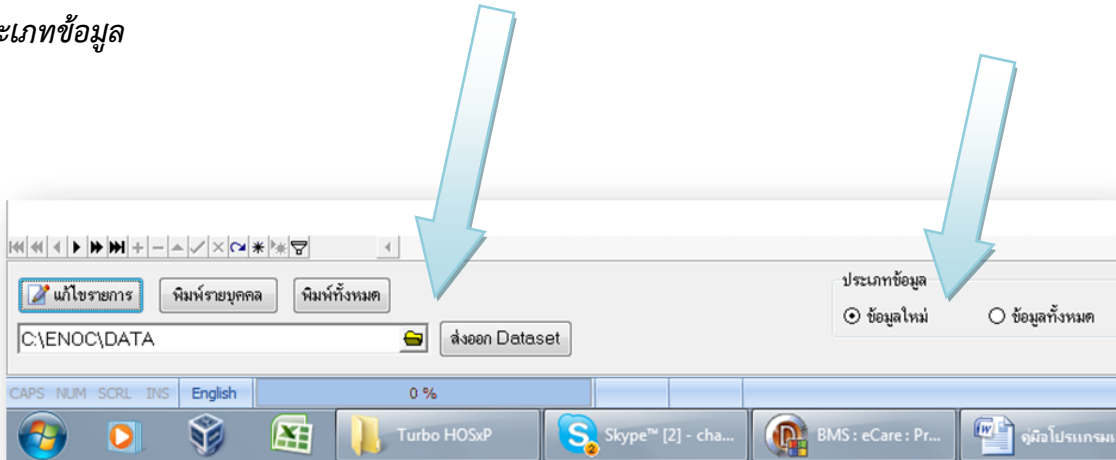 ะเภทข้อมูล
ประเภทข้อมูล
แก้ไขรายการ พิมพ์รายบุคคล พิมพ์ทั้งหมด
ข้อมูลใหม่ ข้อมูลทั้งหมด
C:\ENOC\DATA ส่งออก Dataset
CAPS NUM SCRL INS English 0 %
Turbo HOSxP Skype™ [2] - cha... BMS : eCare : Pr... คู่มือโปรแกรมเ